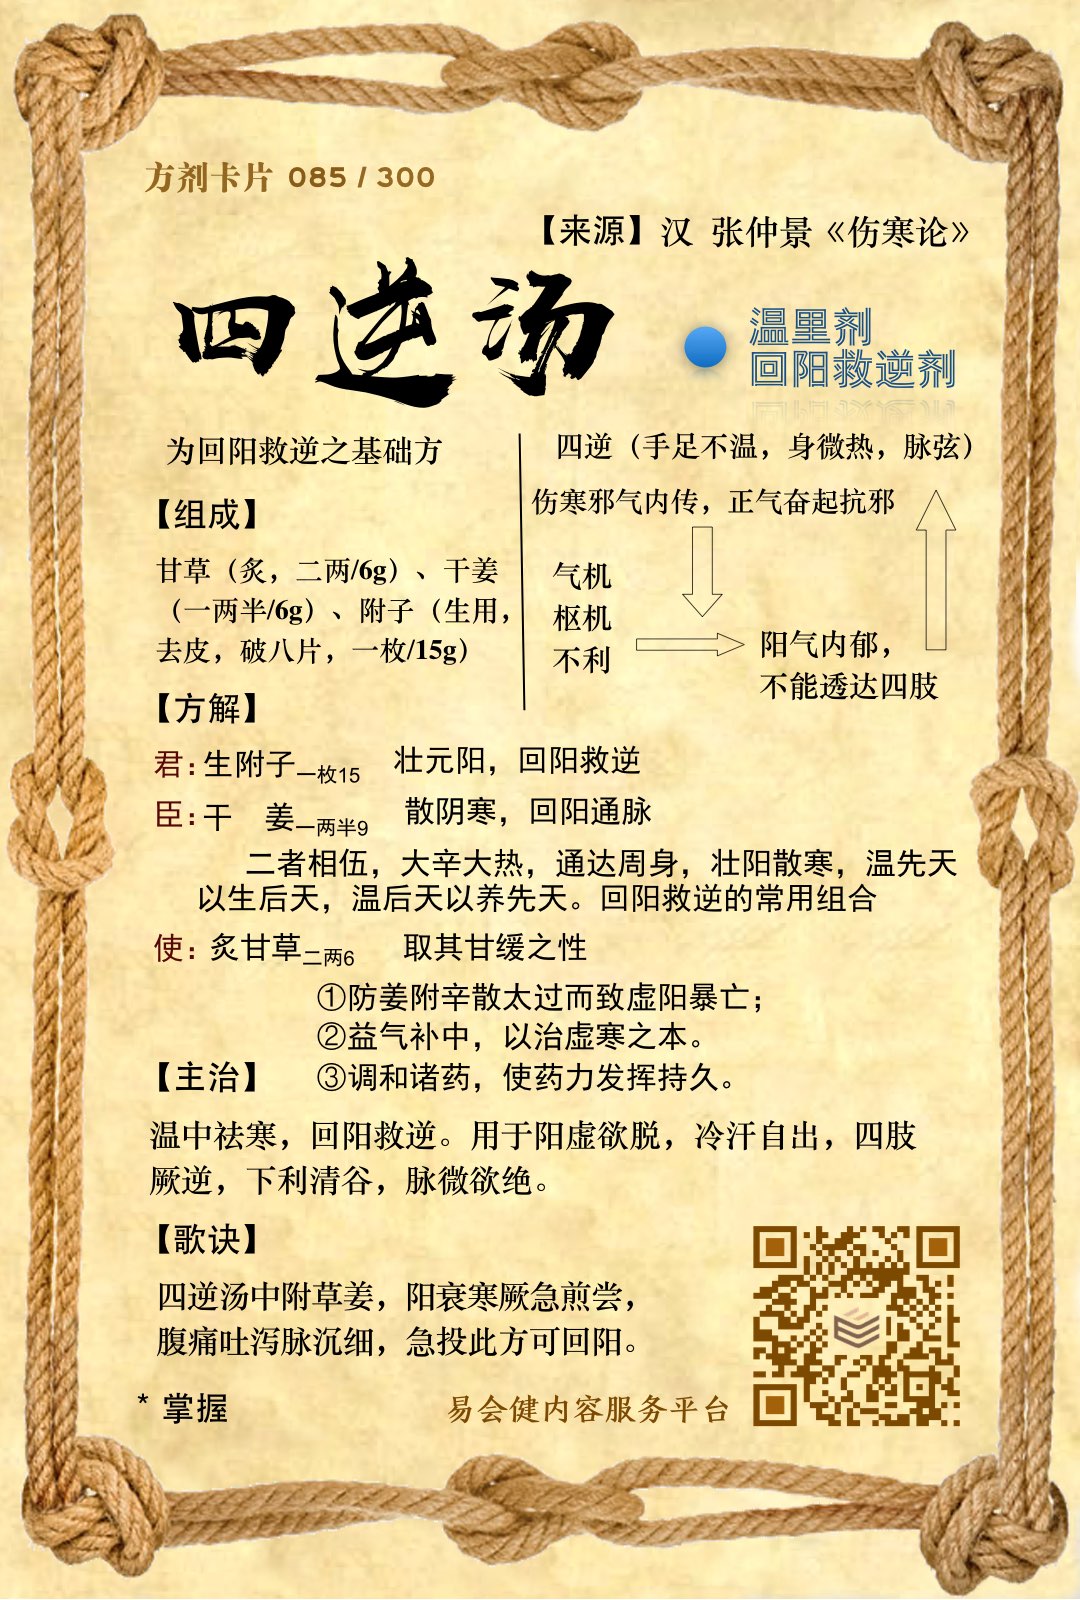 方剂卡片 085 / 300
【来源】汉 张仲景《伤寒论》
四逆汤
温里剂
回阳救逆剂
为回阳救逆之基础方
【组成】
甘草（炙，二两/6g）、干姜
（一两半/6g）、附子（生用，
去皮，破八片，一枚/15g）
四逆（手足不温，身微热，脉弦）
伤寒邪气内传，正气奋起抗邪
气机
枢机
不利
阳气内郁，
不能透达四肢
【方解】
君：生附子一枚15 壮元阳，回阳救逆
臣：干 姜一两半9 散阴寒，回阳通脉
二者相伍，大辛大热，通达周身，壮阳散寒，温先天
以生后天，温后天以养先天。回阳救逆的常用组合
使：炙甘草二两6 取其甘缓之性
①防姜附辛散太过而致虚阳暴亡；
②益气补中，以治虚寒之本。
【主治】 ③调和诸药，使药力发挥持久。
温中祛寒，回阳救逆。用于阳虚欲脱，冷汗自出，四肢
厥逆，下利清谷，脉微欲绝。
【歌诀】
四逆汤中附草姜，阳衰寒厥急煎尝，
腹痛吐泻脉沉细，急投此方可回阳。
* 掌握
易会健内容服务平台